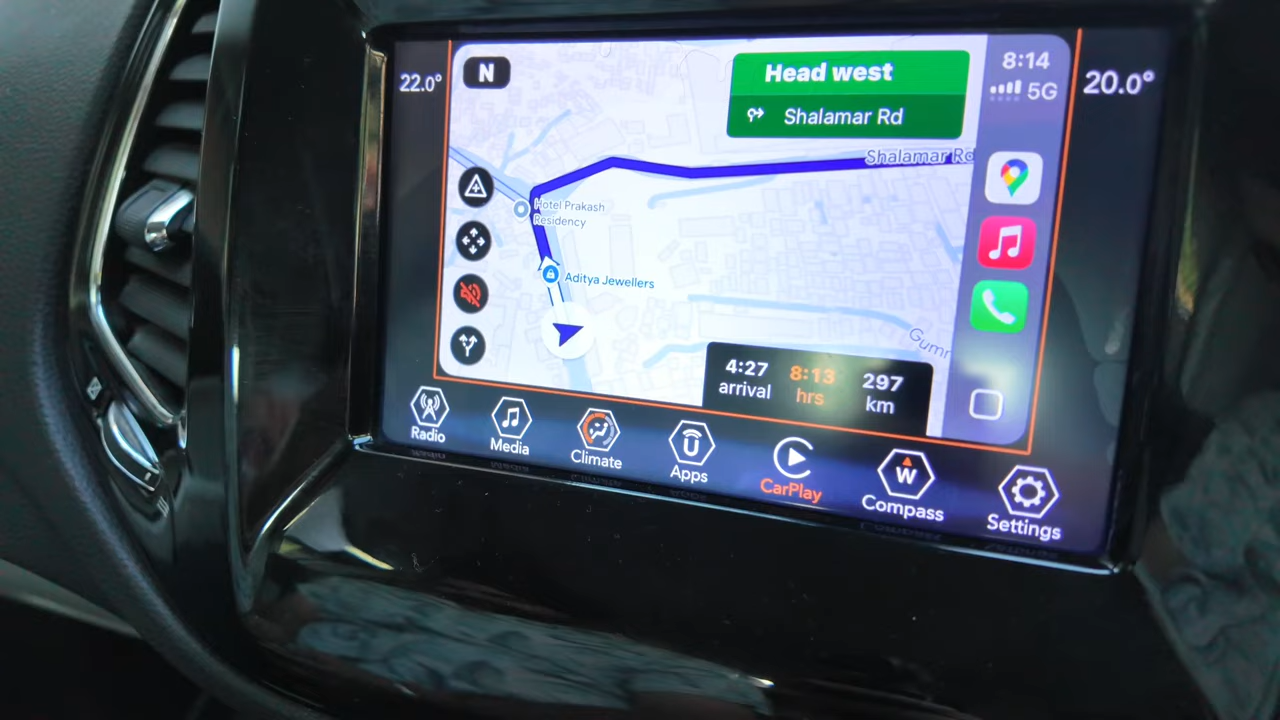 22.0°
N
Head west
Shalamar Rd
8:14
5G
20.0°
Shalamar Rd
Hotel Prakash
Residency
Aditya Jewellers
4:27
arrival
8:13
hrs
297
km
Radio
Media
Climate
U
Apps
CarPlay
W
Compass
Settings